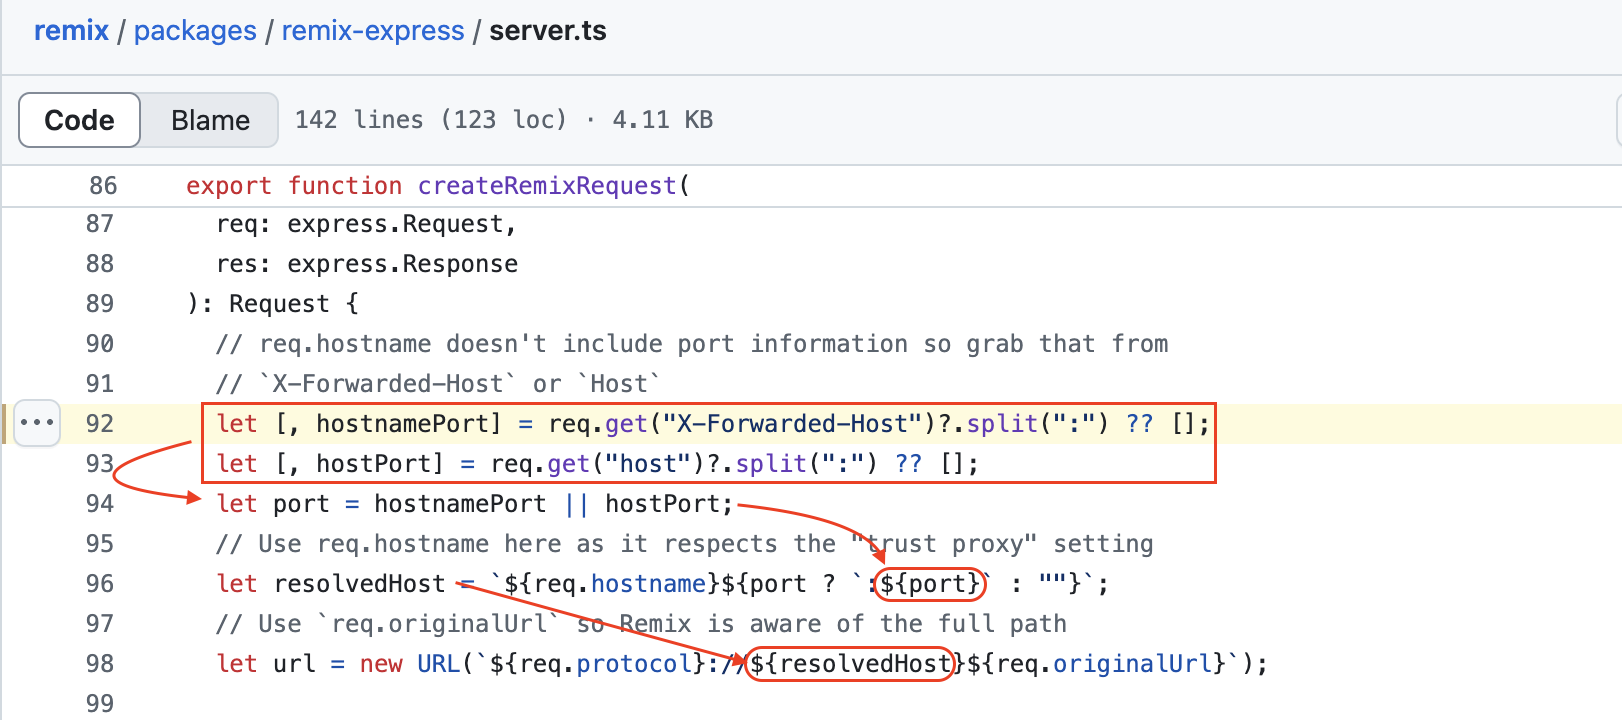 remix / packages / remix-express / server.ts
Code Blame 142 lines (123 loc) · 4.11 KB
86 export function createRemixRequest(
87 req: express.Request,
88 res: express.Response
89 ): Request {
90 // req.hostname doesn't include port information so grab that from
91 // `X-Forwarded-Host` or `Host`
92 let [, hostnamePort] = req.get("X-Forwarded-Host")?.split(":") ?? [];
93 let [, hostPort] = req.get("host")?.split(":") ?? [];
94 let port = hostnamePort || hostPort;
95 // Use req.hostname here as it respects the "trust proxy" setting
96 let resolvedHost = `${req.hostname}${port ? `:${port}` : ""}`;
97 // Use `req.originalUrl` so Remix is aware of the full path
98 let url = new URL(`${req.protocol}://${resolvedHost}${req.originalUrl}`);
99